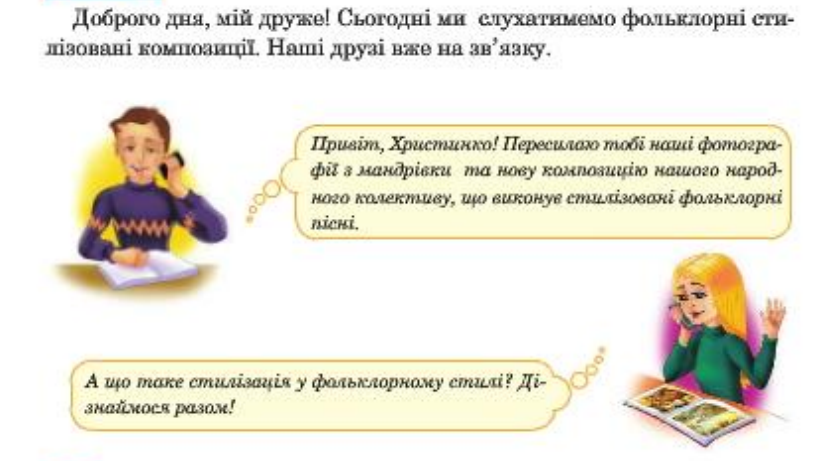 Доброго дня, мій друже! Сьогодні ми слухатимемо фольклорні сти-
лізовані композиції. Наші друзі вже на зв’язку.
Привіт, Христинко! Пересилаю тобі наші фотогра-
фії з мандрівки та нову композицію нашого народ-
ного колективу, що виконує стилізовані фольклорні
пісні.
А що таке стилізація у фольклорному стилі? Ді-
знаймося разом!